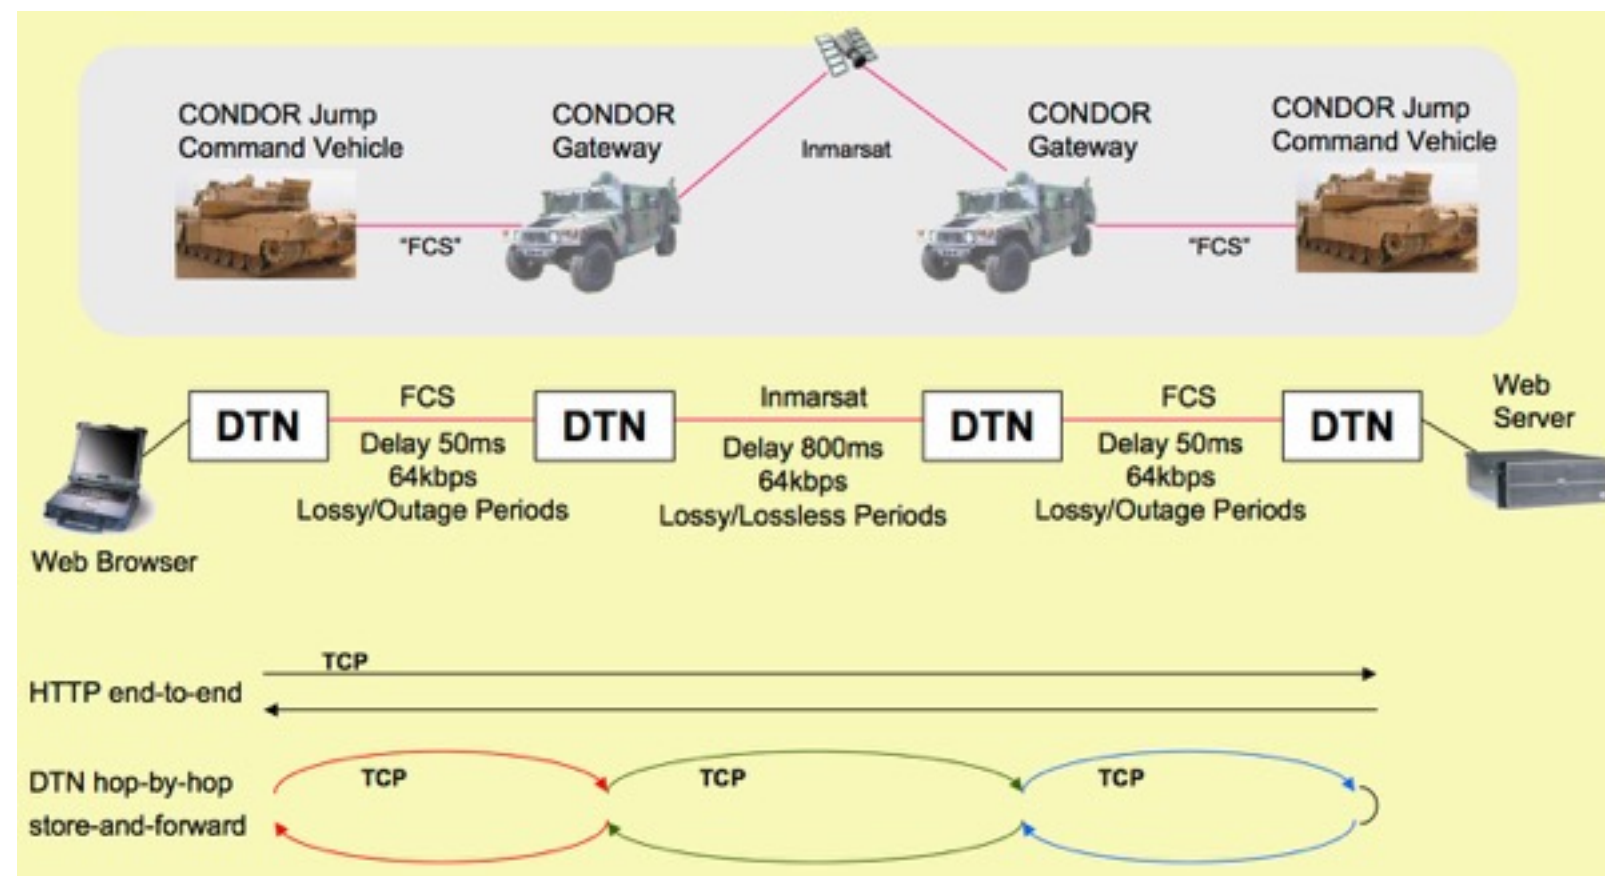 CONDOR Jump
Command Vehicle
CONDOR
Gateway
Inmarsat
CONDOR
Gateway
CONDOR Jump
Command Vehicle
"FCS"
"FCS"
DTN
FCS
Delay 50ms
64kbps
Lossy/Outage Periods
DTN
Inmarsat
Delay 800ms
64kbps
Lossy/Lossless Periods
DTN
FCS
Delay 50ms
64kbps
Lossy/Outage Periods
DTN
Web
Server
Web Browser
HTTP end-to-end
TCP
DTN hop-by-hop
store-and-forward
TCP
TCP
TCP